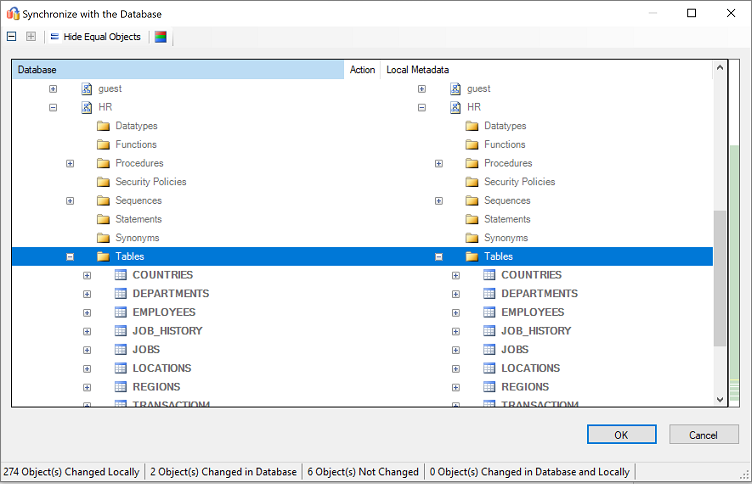 Synchronize with the Database
Hide Equal Objects
Database Action Local Metadata
guest guest
HR HR
Datatypes Datatypes
Functions Functions
Procedures Procedures
Security Policies Security Policies
Sequences Sequences
Statements Statements
Synonyms Synonyms
Tables Tables
COUNTRIES COUNTRIES
DEPARTMENTS DEPARTMENTS
EMPLOYEES EMPLOYEES
JOB_HISTORY JOB_HISTORY
JOBS JOBS
LOCATIONS LOCATIONS
REGIONS REGIONS
TRANSACTION4 TRANSACTION4
OK Cancel
274 Object(s) Changed Locally 2 Object(s) Changed in Database 6 Object(s) Not Changed 0 Object(s) Changed in Database and Locally